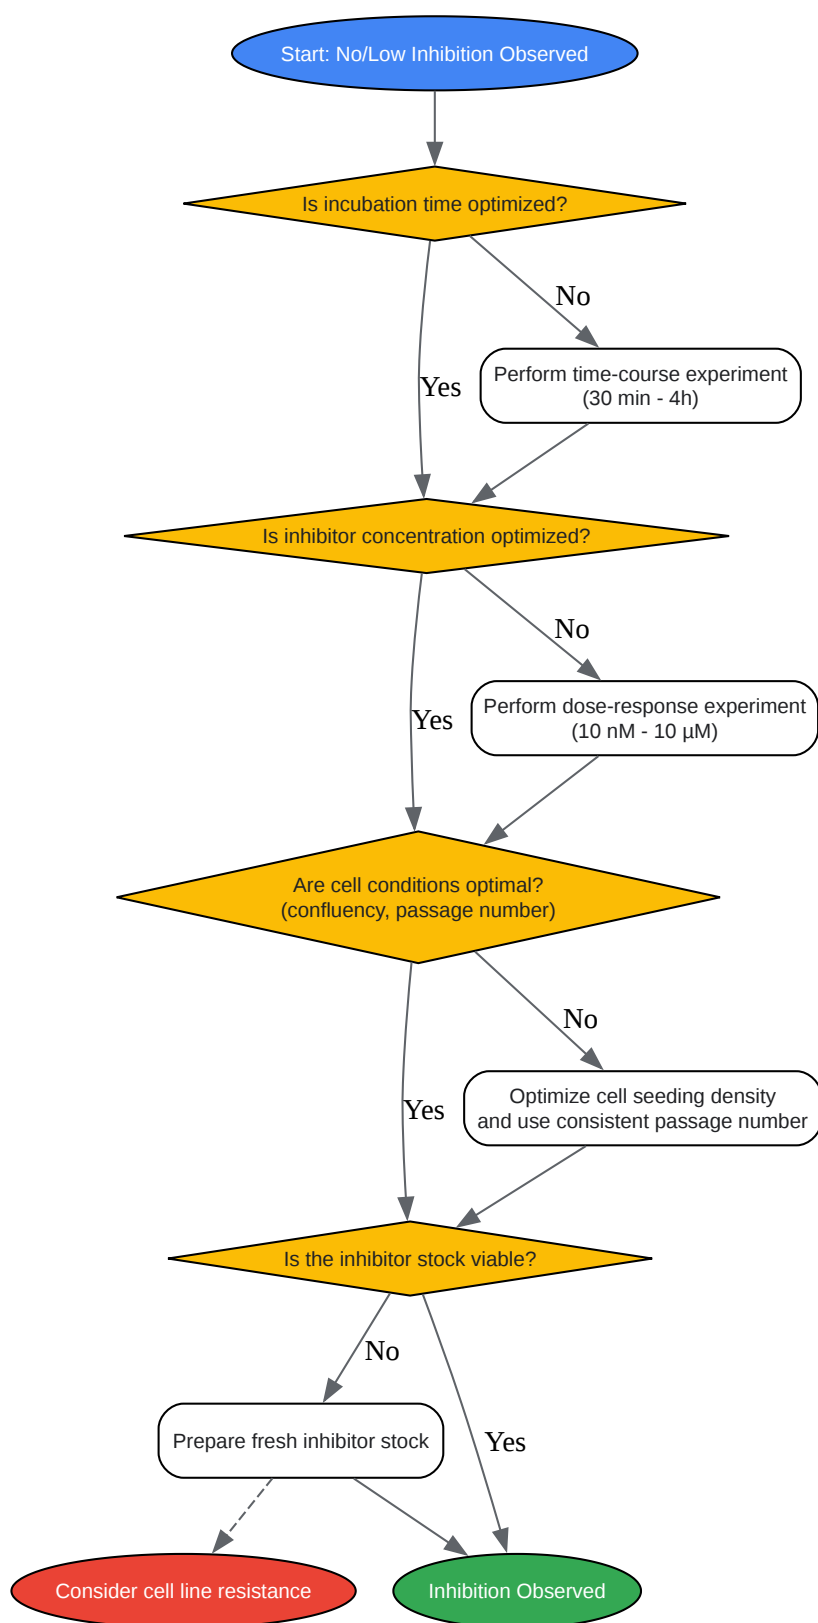 Start: No/Low Inhibition Observed
Is incubation time optimized?
No
Perform time-course experiment
(30 min - 4h)
Yes
Is inhibitor concentration optimized?
No
Perform dose-response experiment
(10 nM - 10 µM)
Yes
Are cell conditions optimal?
(confluency, passage number)
No
Optimize cell seeding density
and use consistent passage number
Yes
Is the inhibitor stock viable?
No
Prepare fresh inhibitor stock
Yes
Consider cell line resistance
Inhibition Observed